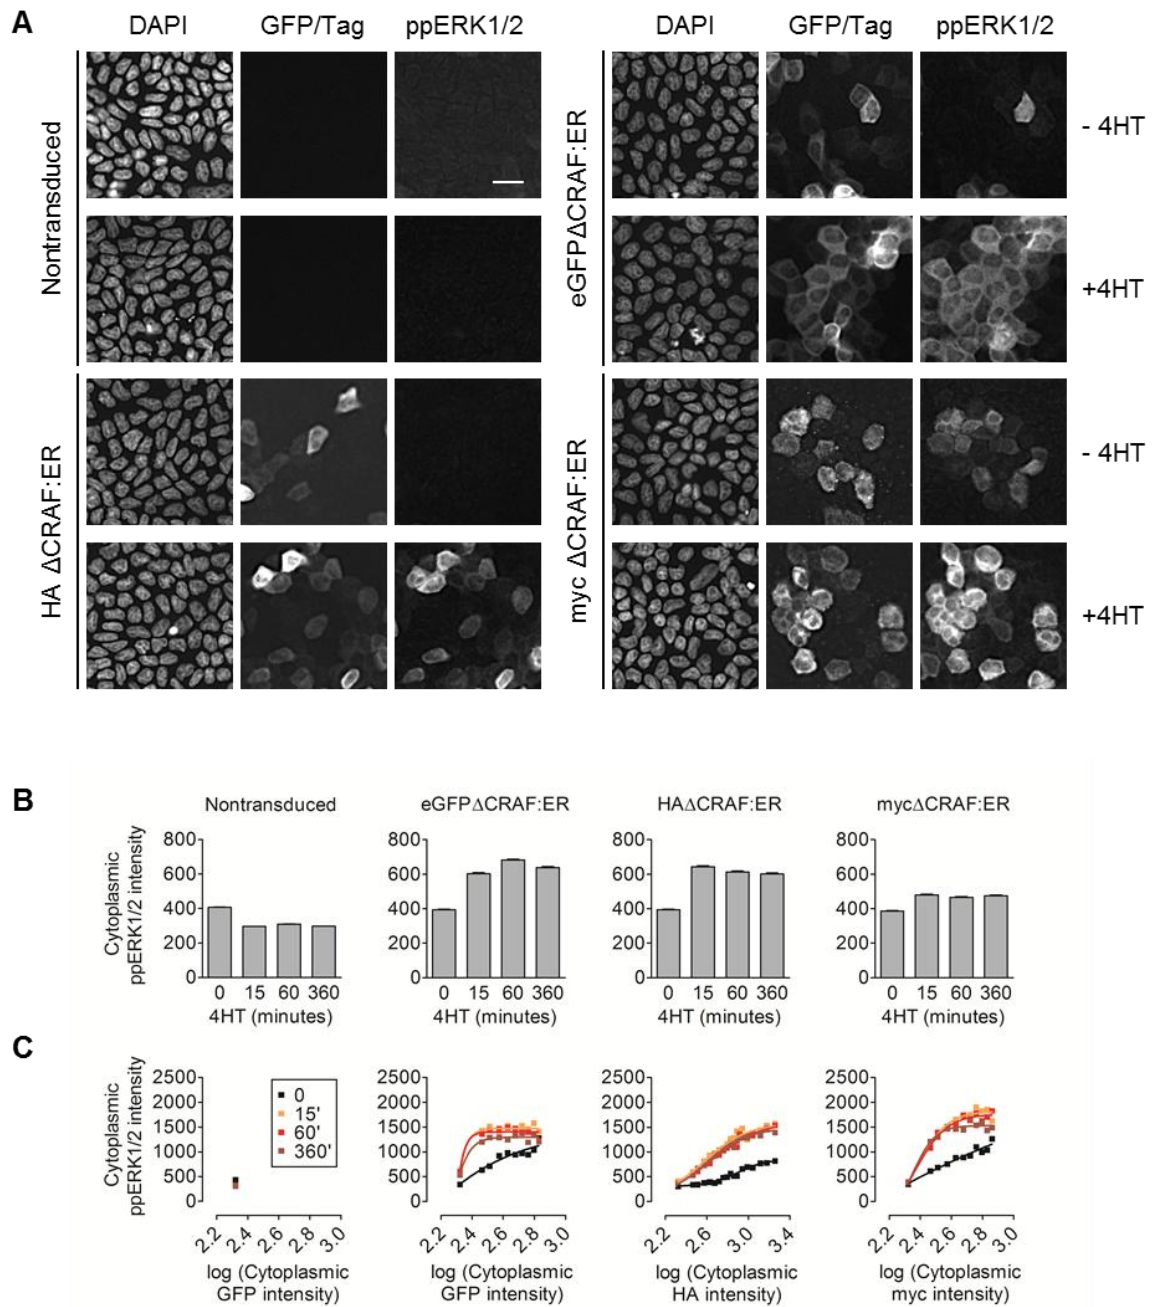 A
DAPI GFP/Tag ppERK1/2 DAPI GFP/Tag ppERK1/2
Nontransduced
eGFPΔCRAF:ER
- 4HT
+4HT
HA ΔCRAF:ER
myc ΔCRAF:ER
- 4HT
+4HT
B
Nontransduced eGFPΔCRAF:ER HAΔCRAF:ER mycΔCRAF:ER
Cytoplasmic
ppERK1/2 intensity
800 800 800 800
600 600 600 600
400 400 400 400
200 200 200 200
0 0 0 0
0 15 60 360 0 15 60 360 0 15 60 360 0 15 60 360
4HT (minutes) 4HT (minutes) 4HT (minutes) 4HT (minutes)
C
Cytoplasmic
ppERK1/2 intensity
2500 2500 2500 2500
2000 2000 2000 2000
1500 1500 1500 1500
1000 1000 1000 1000
500 500 500 500
0 0 0 0
0
15'
60'
360'
2.2 2.4 2.6 2.8 3.0 2.2 2.4 2.6 2.8 3.0 2.2 2.6 3.0 3.4 2.2 2.4 2.6 2.8 3.0
log (Cytoplasmic log (Cytoplasmic log (Cytoplasmic log (Cytoplasmic
GFP intensity) GFP intensity) HA intensity) myc intensity)